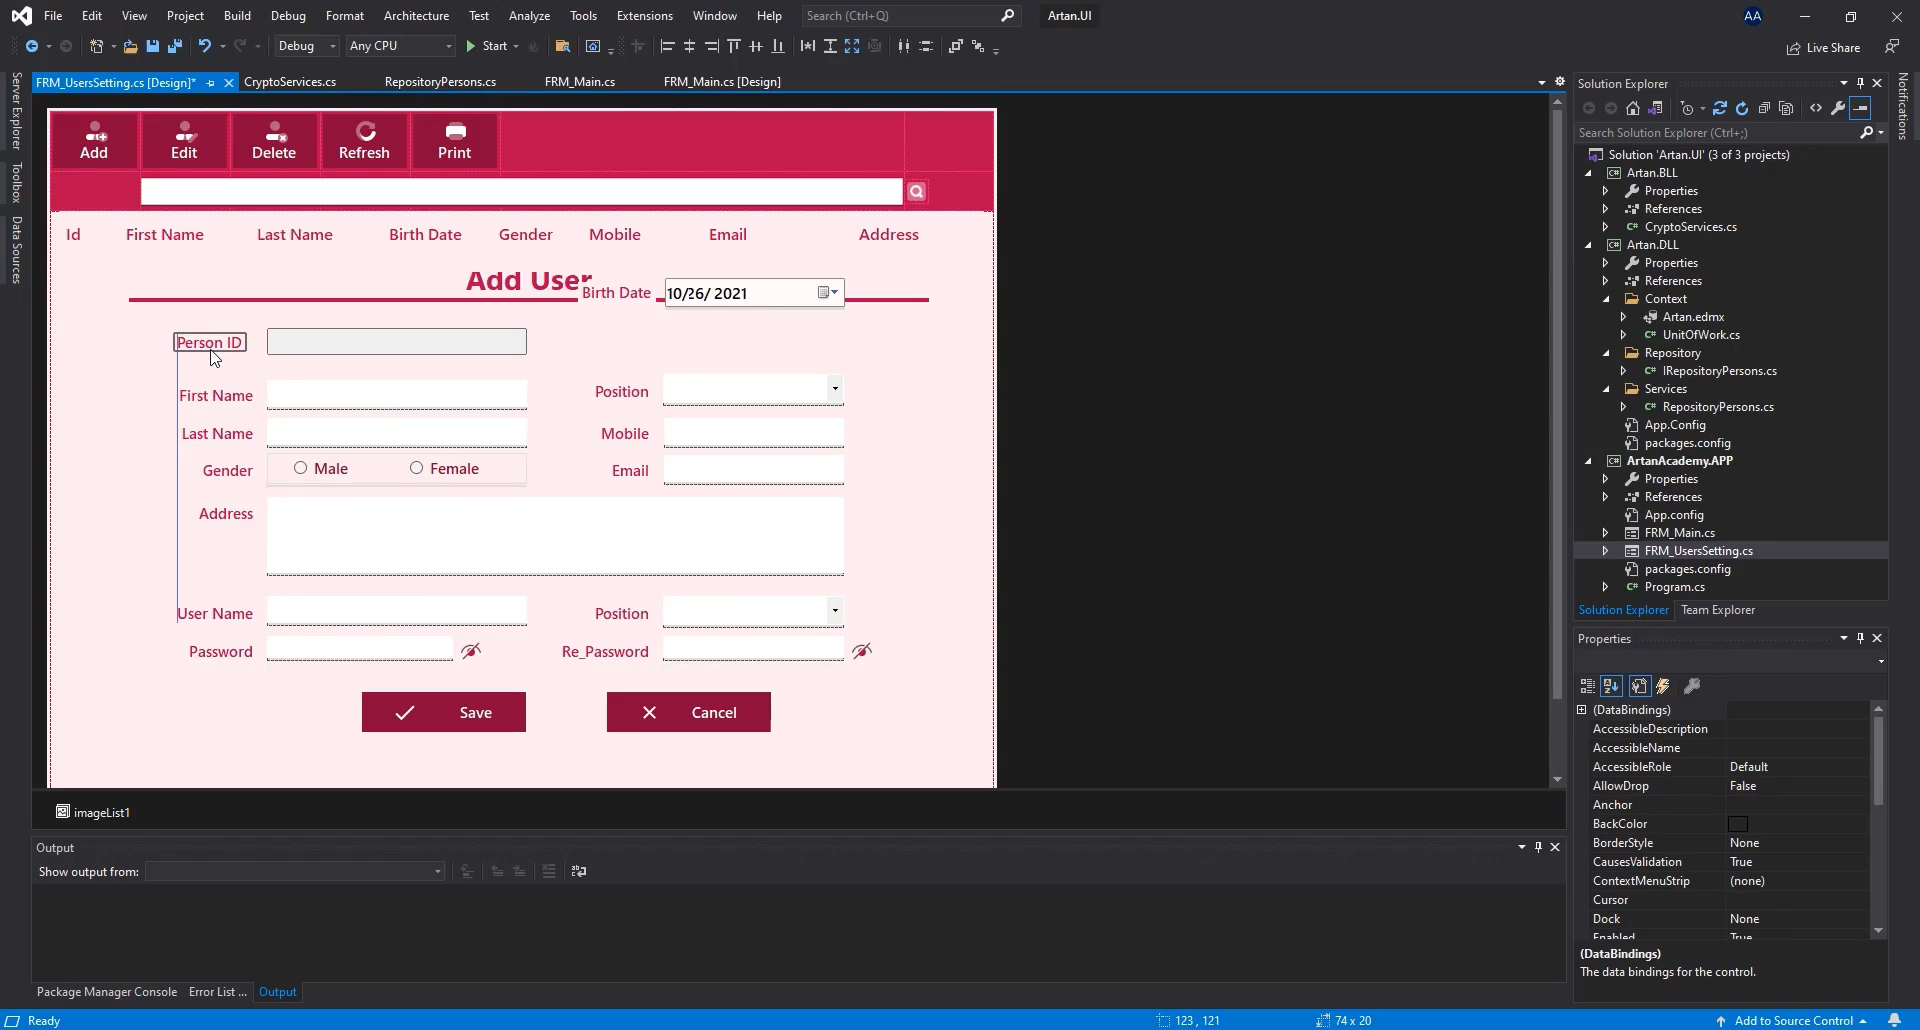 File Edit View Project Build Debug Format Architecture Test Analyze Tools Extensions Window Help Search (Ctrl+Q) Artan.UI AA
Debug Any CPU Start Live Share
FRM_UsersSetting.cs [Design]* CryptoServices.cs RepositoryPersons.cs FRM_Main.cs FRM_Main.cs [Design]
Server Explorer
Toolbox
Data Sources
Add Edit Delete Refresh Print
Id First Name Last Name Birth Date Gender Mobile Email Address
Add User
Birth Date 10/26/ 2021
Person ID
First Name Position
Last Name Mobile
Gender Male Female Email
Address
User Name Position
Password Re_Password
Save Cancel
imageList1
Output
Show output from:
Package Manager Console Error List ... Output
Solution Explorer
Search Solution Explorer (Ctrl+;)
Solution 'Artan.UI' (3 of 3 projects)
Artan.BLL
Properties
References
CryptoServices.cs
Artan.DLL
Properties
References
Context
Artan.edmx
UnitOfWork.cs
Repository
IRepositoryPersons.cs
Services
RepositoryPersons.cs
App.Config
packages.config
ArtanAcademy.APP
Properties
References
App.config
FRM_Main.cs
FRM_UsersSetting.cs
packages.config
Program.cs
Solution Explorer Team Explorer
Properties
(DataBindings)
AccessibleDescription
AccessibleName
AccessibleRole Default
AllowDrop False
Anchor
BackColor
BorderStyle None
CausesValidation True
ContextMenuStrip (none)
Cursor
Dock None
Enabled True
(DataBindings)
The data bindings for the control.
Notifications
Ready 123 , 121 74 x 20 Add to Source Control